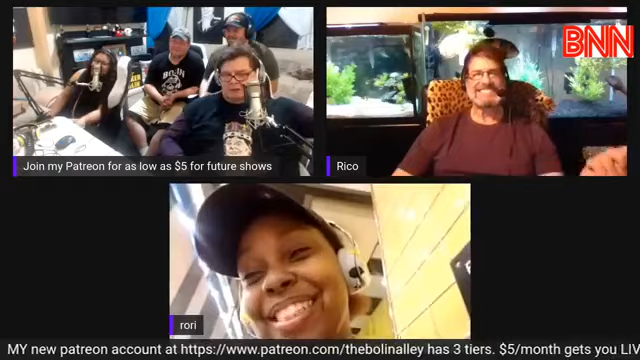 BNN
Join my Patreon for as low as $5 for future shows
Rico
rori
MY new patreon account at https://www.patreon.com/thebolinalley has 3 tiers. $5/month gets you LIV